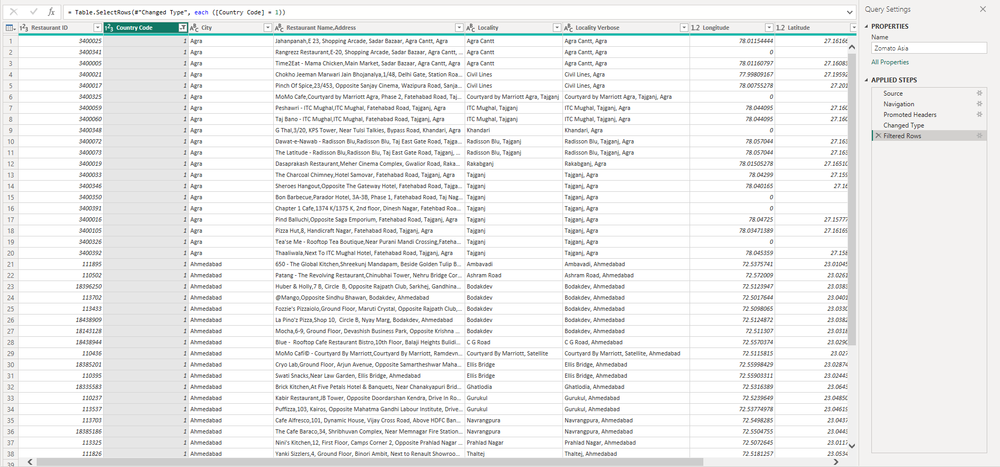 = Table.SelectRows(#"Changed Type", each ([Country Code] = 1))
Restaurant ID Country Code City Restaurant Name,Address Locality Locality Verbose 1.2 Longitude 1.2 Latitude
1 3400025 1 Agra Jahanpanah,E 23, Shopping Arcade, Sadar Bazaar, Agra Cantt, Agra Agra Cantt Agra Cantt, Agra 78.01154444 27.16166
2 3400341 1 Agra Rangrezz Restaurant,E-20, Shopping Arcade, Sadar Bazaar, Agra Cantt, ... Agra Cantt Agra Cantt, Agra 0
3 3400005 1 Agra Time2Eat - Mama Chicken,Main Market, Sadar Bazaar, Agra Cantt, Agra Agra Cantt Agra Cantt, Agra 78.01160797 27.16083
4 3400021 1 Agra Chokho Jeeman Marwari Jain Bhojanalya,1/48, Delhi Gate, Station Roa... Civil Lines Civil Lines, Agra 77.99809167 27.19592
5 3400017 1 Agra Pinch Of Spice,23/453, Opposite Sanjay Cinema, Wazipura Road, Sanja... Civil Lines Civil Lines, Agra 78.00755278 27.201
6 3400325 1 Agra MoMo Cafe,Courtyard by Marriott Agra, Phase 2, Fatehabad Road, Taj... Courtyard by Marriott Agra, Tajganj Courtyard by Marriott Agra, Tajganj, Agra 0
7 3400059 1 Agra Peshawri - ITC Mughal,ITC Mughal, Fatehabad Road, Tajganj, Agra ITC Mughal, Tajganj ITC Mughal, Tajganj, Agra 78.044095 27.160
8 3400060 1 Agra Taj Bano - ITC Mughal,ITC Mughal, Fatehabad Road, Tajganj, Agra ITC Mughal, Tajganj ITC Mughal, Tajganj, Agra 78.044095 27.160
9 3400348 1 Agra G Thal,3/20, KPS Tower, Near Tulsi Talkies, Bypass Road, Khandari, Agra Khandari Khandari, Agra 0
10 3400072 1 Agra Dawat-e-Nawab - Radisson Blu,Radisson Blu, Taj East Gate Road, Tajga... Radisson Blu, Tajganj Radisson Blu, Tajganj, Agra 78.057044 27.163
11 3400073 1 Agra The Latitude - Radisson Blu,Radisson Blu, Taj East Gate Road, Tajganj, ... Radisson Blu, Tajganj Radisson Blu, Tajganj, Agra 78.057044 27.163
12 3400019 1 Agra Dasaprakash Restaurant,Meher Cinema Complex, Gwalior Road, Raka... Rakabganj Rakabganj, Agra 78.01505278 27.16510
13 3400033 1 Agra The Charcoal Chimney,Hotel Samovar, Fatehabad Road, Tajganj, Agra Tajganj Tajganj, Agra 78.04299 27.159
14 3400346 1 Agra Sheroes Hangout,Opposite The Gateway Hotel, Fatehabad Road, Tajga... Tajganj Tajganj, Agra 78.040165 27.16
15 3400350 1 Agra Bon Barbecue,Parador Hotel, 3A-3B, Phase 1, Fatehabad Road, Taj Nag... Tajganj Tajganj, Agra 0
16 3400391 1 Agra Chapter 1 Cafe,1374 K/1375 K, 2nd floor, Dinesh Nagar, Fatehbad Roa... Tajganj Tajganj, Agra 0
17 3400016 1 Agra Pind Balluchi,Opposite Saga Emporium, Fatehabad Road, Tajganj, Agra Tajganj Tajganj, Agra 78.04725 27.15777
18 3400105 1 Agra Pizza Hut,8, Handicraft Nagar, Fatehabad Road, Tajganj, Agra Tajganj Tajganj, Agra 78.03471389 27.16169
19 3400326 1 Agra Tea'se Me - Rooftop Tea Boutique,Near Purani Mandi Crossing,Fateha... Tajganj Tajganj, Agra 0
20 3400392 1 Agra Thaaliwala,Next To ITC Mughal Hotel, Fatehabad Road, Tajganj, Agra Tajganj Tajganj, Agra 78.045359 27.158
21 111895 1 Ahmedabad 650 - The Global Kitchen,Shreekunj Mandapam, Beside Golden Tulip B... Ambavadi Ambavadi, Ahmedabad 72.5375741 23.01045
22 110502 1 Ahmedabad Patang - The Revolving Restaurant,Chinubhai Tower, Nehru Bridge Cor... Ashram Road Ashram Road, Ahmedabad 72.572009 23.0261
23 18396250 1 Ahmedabad Huber & Holly,7 B, Circle  B, Opposite Rajpath Club, Sarkhej, Gandhina... Bodakdev Bodakdev, Ahmedabad 72.5123947 23.0383
24 113702 1 Ahmedabad @Mango,Opposite Sindhu Bhawan, Bodakdev, Ahmedabad Bodakdev Bodakdev, Ahmedabad 72.5017644 23.0401
25 113433 1 Ahmedabad Fozzie's Pizzaiolo,Ground Floor, Maruti Crystal, Opposite Rajpath Club,... Bodakdev Bodakdev, Ahmedabad 72.5098065 23.0330
26 18438909 1 Ahmedabad La Pino'z Pizza,Shop 10,  Circle B, Nyay Marg, Bodakdev, Ahmedabad Bodakdev Bodakdev, Ahmedabad 72.5124872 23.0382
27 18143128 1 Ahmedabad Mocha,6-9, Ground Floor, Devashish Business Park, Opposite Krishna ... Bodakdev Bodakdev, Ahmedabad 72.511307 23.0318
28 18438944 1 Ahmedabad Blue -  Rooftop Cafe Restaurant Bistro,10th Floor, Balaji Heights Bulidi... C G Road C G Road, Ahmedabad 72.5570374 23.0290
29 110436 1 Ahmedabad MoMo Cafí© - Courtyard By Marriott,Courtyard By Marriott, Ramdevn... Courtyard By Marriott, Satellite Courtyard By Marriott, Satellite, Ahmedabad 72.5115815 23.027
30 18385201 1 Ahmedabad Cryo Lab,Ground Floor, Arjun Avenue, Opposite Samartheshwar Maha... Ellis Bridge Ellis Bridge, Ahmedabad 72.55998429 23.02874
31 110395 1 Ahmedabad Swati Snacks,Near Law Garden, Ellis Bridge, Ahmedabad Ellis Bridge Ellis Bridge, Ahmedabad 72.55903311 23.02443
32 18335583 1 Ahmedabad Brick Kitchen,At Five Petals Hotel & Banquets, Near Chanakyapuri Brid... Ghatlodia Ghatlodia, Ahmedabad 72.5316389 23.0643
33 110237 1 Ahmedabad Kabir Restaurant,JB Tower, Opposite Doordarshan Kendra, Drive In Ro... Gurukul Gurukul, Ahmedabad 72.5239649 23.04850
34 113537 1 Ahmedabad Puffizza,103, Kairos, Opposite Mahatma Gandhi Labour Institute, Drive... Gurukul Gurukul, Ahmedabad 72.53774978 23.04619
35 113703 1 Ahmedabad Cafe Alfresco,101, Dynamic House, Vijay Cross Road, Above HDFC Ban... Navrangpura Navrangpura, Ahmedabad 72.5498285 23.0437
36 18385186 1 Ahmedabad The Cafe Baraco,34, Shribhuvan Complex, Near Memnagar Fire Station... Navrangpura Navrangpura, Ahmedabad 72.5504755 23.0443
37 113325 1 Ahmedabad Nini's Kitchen,12, First Floor, Camps Corner 2, Opposite Prahlad Nagar ... Prahlad Nagar Prahlad Nagar, Ahmedabad 72.5072645 23.0117
38 111826 1 Ahmedabad Yanki Sizzlers,4, Ground Floor, Binori Ambit, Next to Renault Showroo... Thaltej Thaltej, Ahmedabad 72.5181257 23.0534
39
Query Settings
PROPERTIES
Name
Zomato Asia
All Properties
APPLIED STEPS
Source
Navigation
Promoted Headers
Changed Type
Filtered Rows